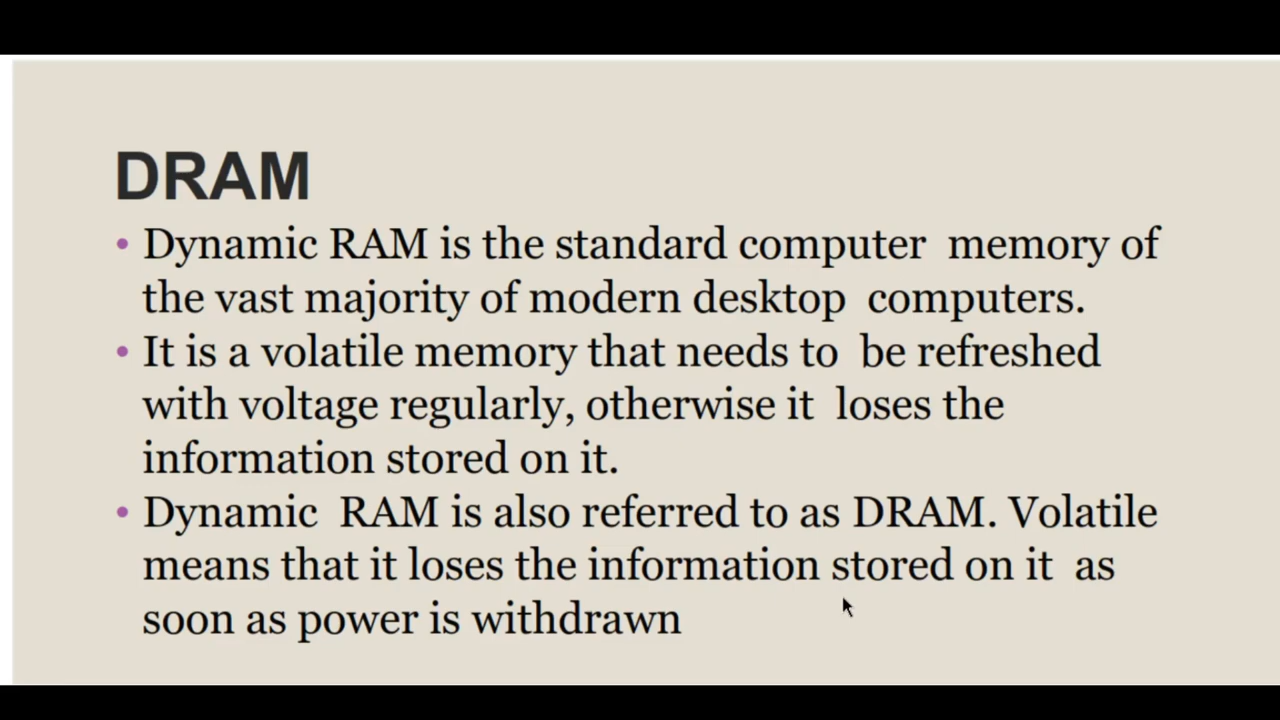 DRAM
• Dynamic RAM is the standard computer memory of
the vast majority of modern desktop computers.
• It is a volatile memory that needs to be refreshed
with voltage regularly, otherwise it loses the
information stored on it.
• Dynamic RAM is also referred to as DRAM. Volatile
means that it loses the information stored on it as
soon as power is withdrawn